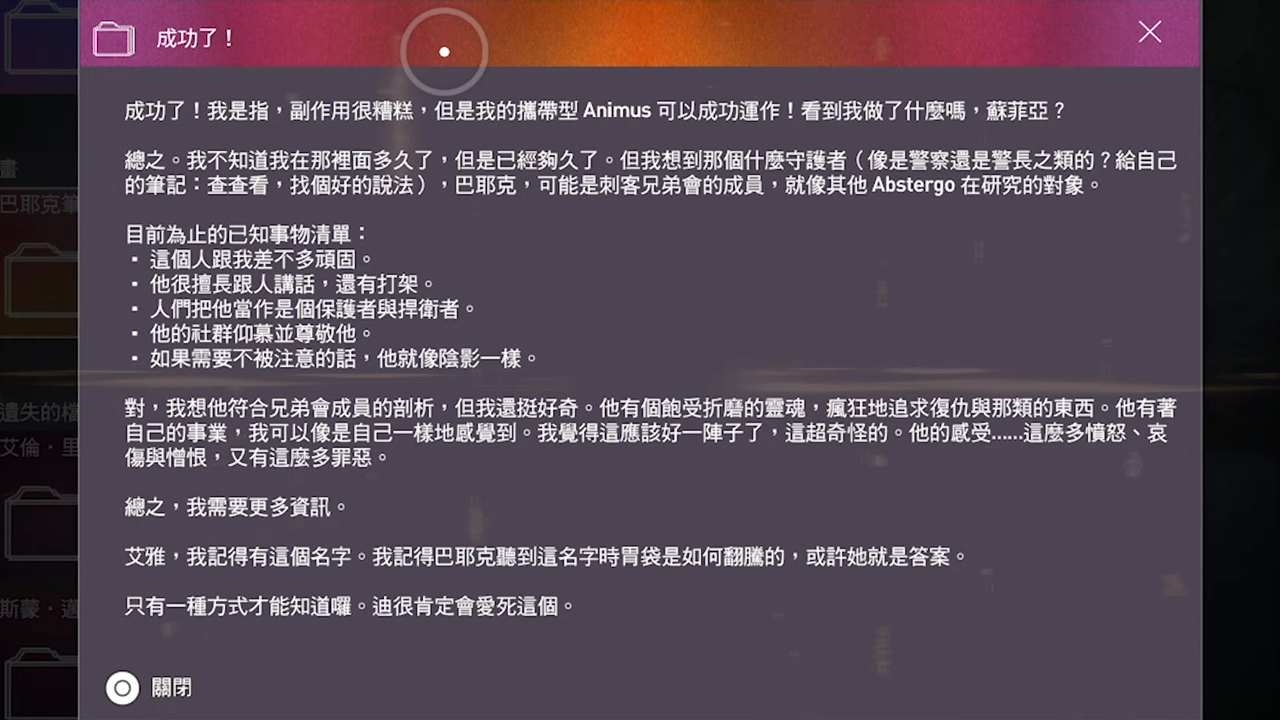 成功了！
成功了！我是指，副作用很糟糕，但是我的攜帶型 Animus 可以成功運作！看到我做了什麼嗎，蘇菲亞？
總之。我不知道我在那裡面多久了，但是已經夠久了。但我想到那個什麼守護者（像是警察還是警長之類的？給自己
的筆記：查查看，找個好的說法），巴耶克，可能是刺客兄弟會的成員，就像其他 Abstergo 在研究的對象。
目前為止的已知事物清單：
▪ 這個人跟我差不多頑固。
▪ 他很擅長跟人講話，還有打架。
▪ 人們把他當作是個保護者與捍衛者。
▪ 他的社群仰慕並尊敬他。
▪ 如果需要不被注意的話，他就像陰影一樣。
對，我想他符合兄弟會成員的剖析，但我還挺好奇。他有個飽受折磨的靈魂，瘋狂地追求復仇與那類的東西。他有著
自己的事業，我可以像是自己一樣地感覺到。我覺得這應該好一陣子了，這超奇怪的。他的感受……這麼多憤怒、哀
傷與憎恨，又有這麼多罪惡。
總之，我需要更多資訊。
艾雅，我記得有這個名字。我記得巴耶克聽到這名字時胃袋是如何翻騰的，或許她就是答案。
只有一種方式才能知道囉。迪很肯定會愛死這個。
關閉
畫
巴耶克筆
遺失的檔
艾倫・里
斯蒙・邁